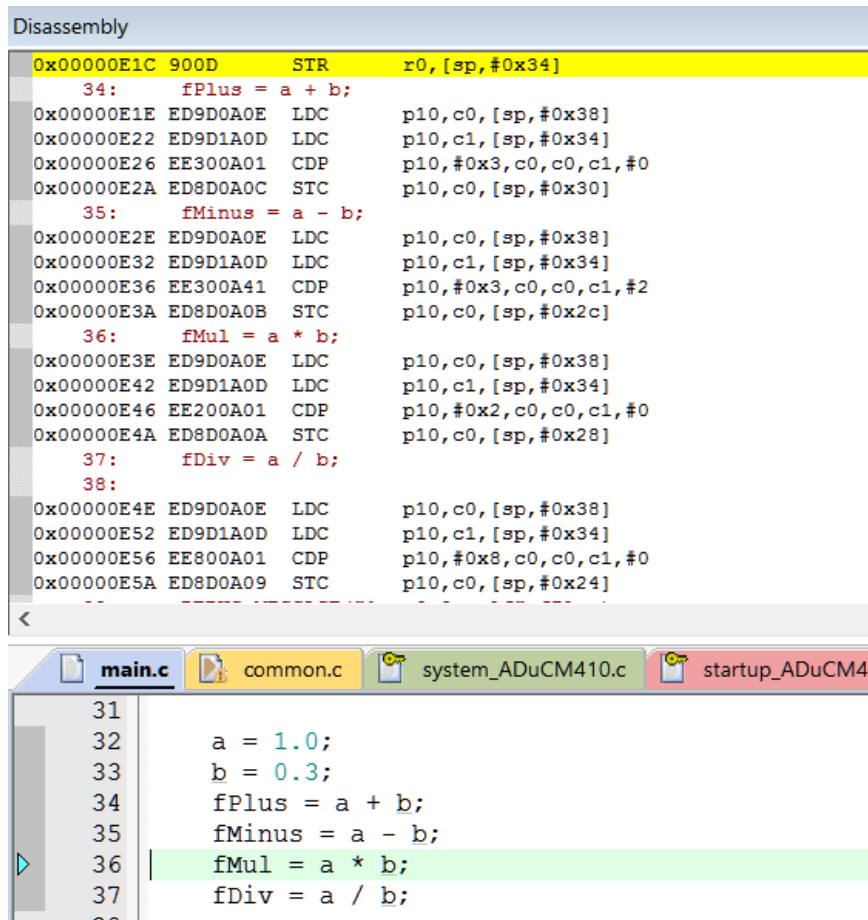 Disassembly
0x00000E1C 900D STR r0,[sp,#0x34]
34: fPlus = a + b;
0x00000E1E ED9D0A0E LDC p10,c0,[sp,#0x38]
0x00000E22 ED9D1A0D LDC p10,c1,[sp,#0x34]
0x00000E26 EE300A01 CDP p10,#0x3,c0,c0,c1,#0
0x00000E2A ED8D0A0C STC p10,c0,[sp,#0x30]
35: fMinus = a - b;
0x00000E2E ED9D0A0E LDC p10,c0,[sp,#0x38]
0x00000E32 ED9D1A0D LDC p10,c1,[sp,#0x34]
0x00000E36 EE300A41 CDP p10,#0x3,c0,c0,c1,#2
0x00000E3A ED8D0A0B STC p10,c0,[sp,#0x2c]
36: fMul = a * b;
0x00000E3E ED9D0A0E LDC p10,c0,[sp,#0x38]
0x00000E42 ED9D1A0D LDC p10,c1,[sp,#0x34]
0x00000E46 EE200A01 CDP p10,#0x2,c0,c0,c1,#0
0x00000E4A ED8D0A0A STC p10,c0,[sp,#0x28]
37: fDiv = a / b;
38:
0x00000E4E ED9D0A0E LDC p10,c0,[sp,#0x38]
0x00000E52 ED9D1A0D LDC p10,c1,[sp,#0x34]
0x00000E56 EE800A01 CDP p10,#0x8,c0,c0,c1,#0
0x00000E5A ED8D0A09 STC p10,c0,[sp,#0x24]
main.c common.c system_ADuCM410.c startup_ADuCM4
31
32 a = 1.0;
33 b = 0.3;
34 fPlus = a + b;
35 fMinus = a - b;
36 fMul = a * b;
37 fDiv = a / b;